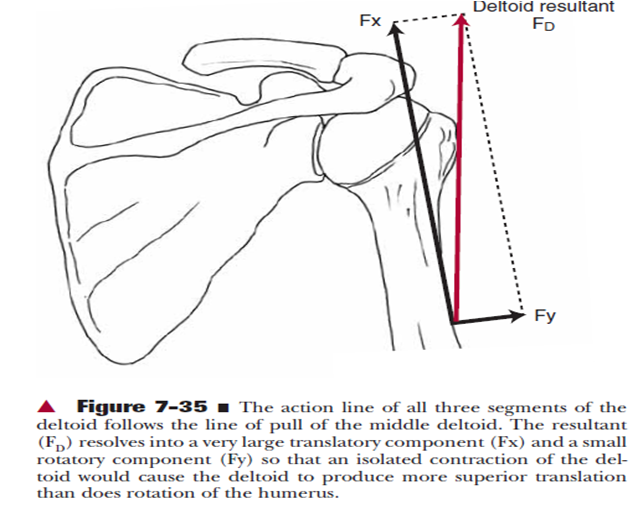 Deltoid resultant
Fx
FD
Fy
▲ Figure 7-35 ■ The action line of all three segments of the
deltoid follows the line of pull of the middle deltoid. The resultant
(FD) resolves into a very large translatory component (Fx) and a small
rotatory component (Fy) so that an isolated contraction of the del-
toid would cause the deltoid to produce more superior translation
than does rotation of the humerus.